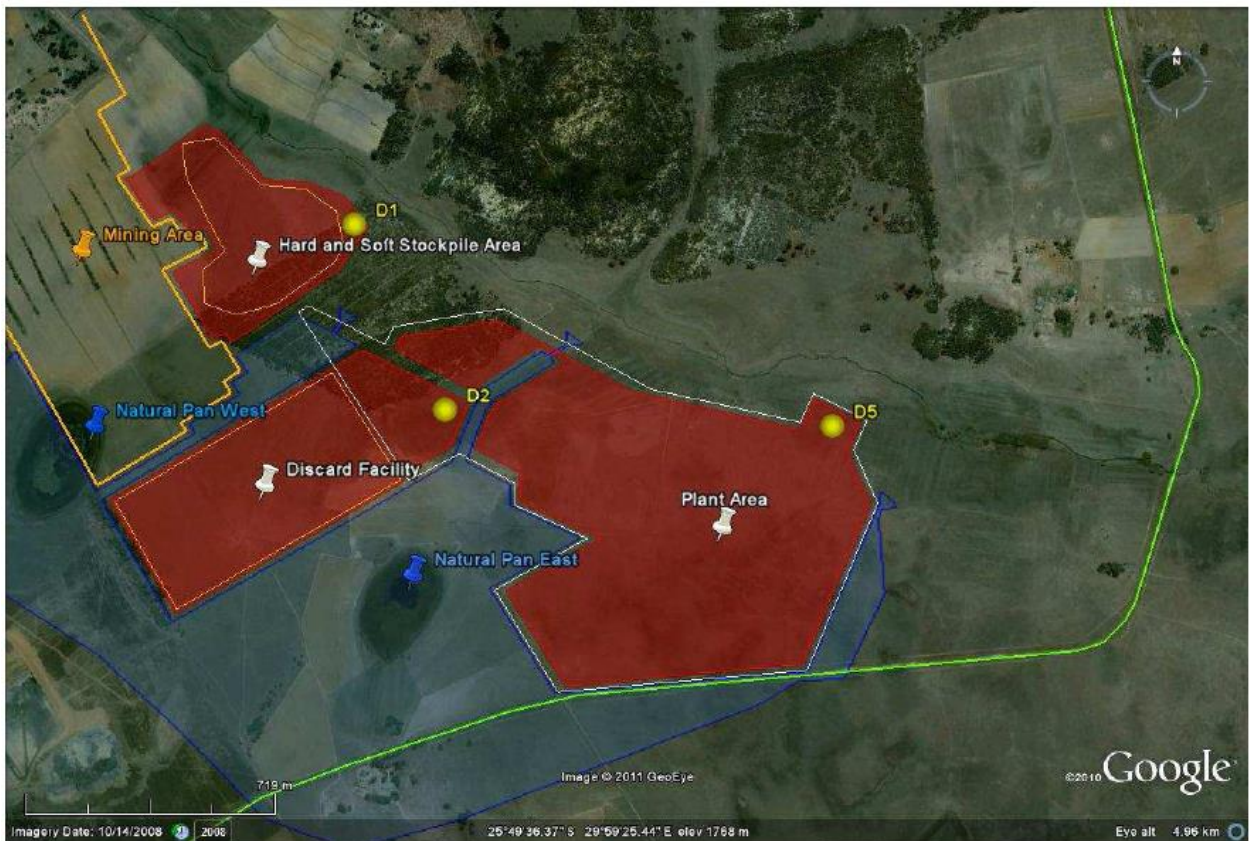 N
D1
Mining Area
Hard and Soft Stockpile Area
D2
Natural Pan West
D5
Discard Facility
Plant Area
Natural Pan East
719 m
Image © 2011 GeoEye
©2010 Google
Imagery Date: 10/14/2008 2008 25°49'36.37" S 29°59'25.44" E elev 1768 m Eye alt 4.96 km